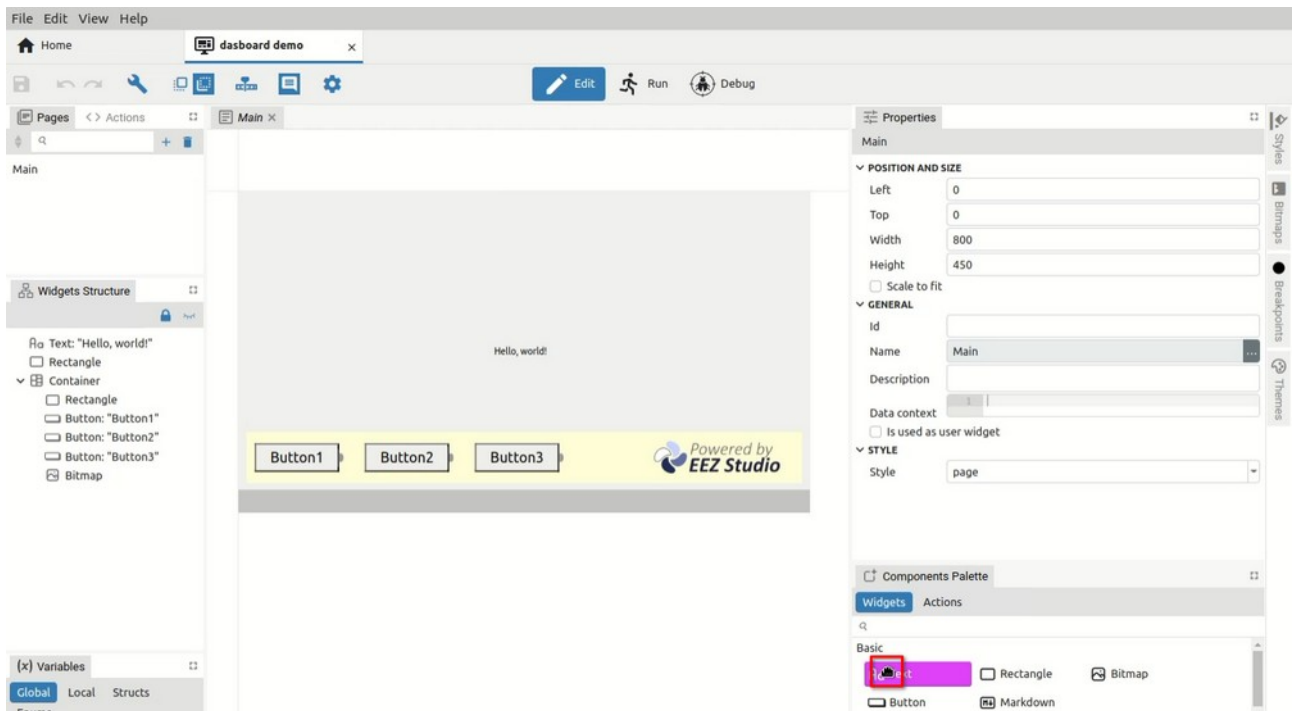 File Edit View Help
Home
dasboard demo
Edit Run Debug
Pages <> Actions
Main
Properties
Main
Main
POSITION AND SIZE
Left 0
Top 0
Width 800
Height 450
Scale to fit
GENERAL
Id
Name Main ...
Description
Data context 1
Is used as user widget
STYLE
Style page
Styles
Bitmaps
Breakpoints
Themes
Widgets Structure
Text: "Hello, world!"
Rectangle
Container
Rectangle
Button: "Button1"
Button: "Button2"
Button: "Button3"
Bitmap
Hello, world!
Button1 Button2 Button3
Powered by
EEZ Studio
(x) Variables
Global Local Structs
Components Palette
Widgets Actions
Basic
Rectangle Bitmap
Button Markdown